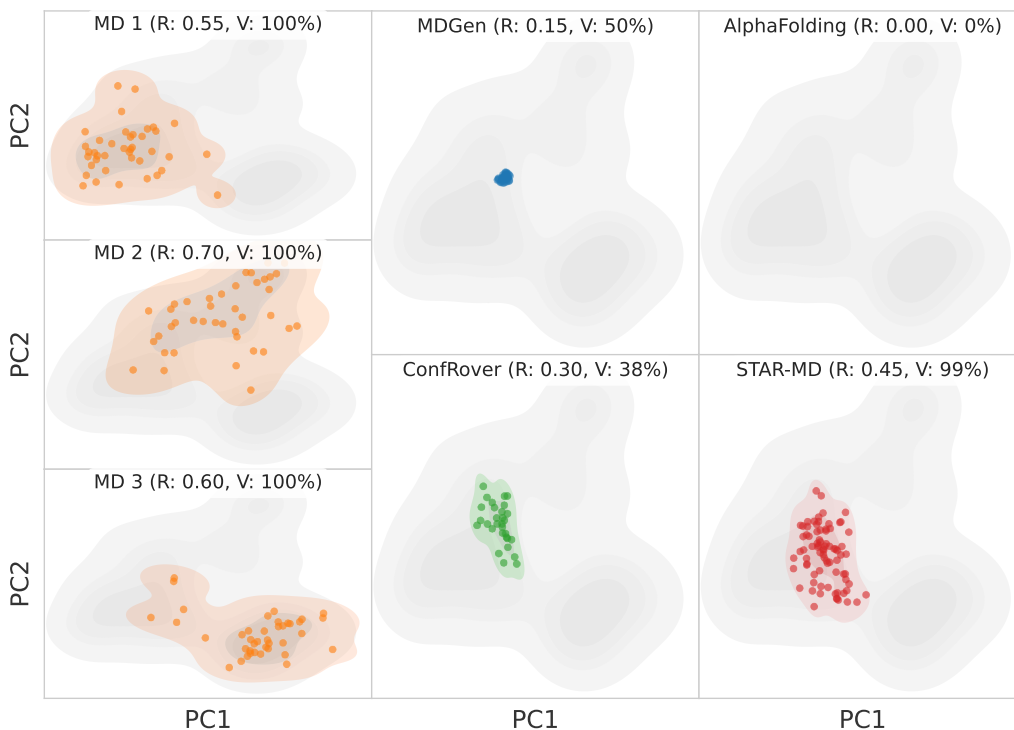 MD 1 (R: 0.55, V: 100%)
MDGen (R: 0.15, V: 50%)
AlphaFolding (R: 0.00, V: 0%)
PC2
MD 2 (R: 0.70, V: 100%)
PC2
ConfRover (R: 0.30, V: 38%)
STAR-MD (R: 0.45, V: 99%)
MD 3 (R: 0.60, V: 100%)
PC2
PC1
PC1
PC1